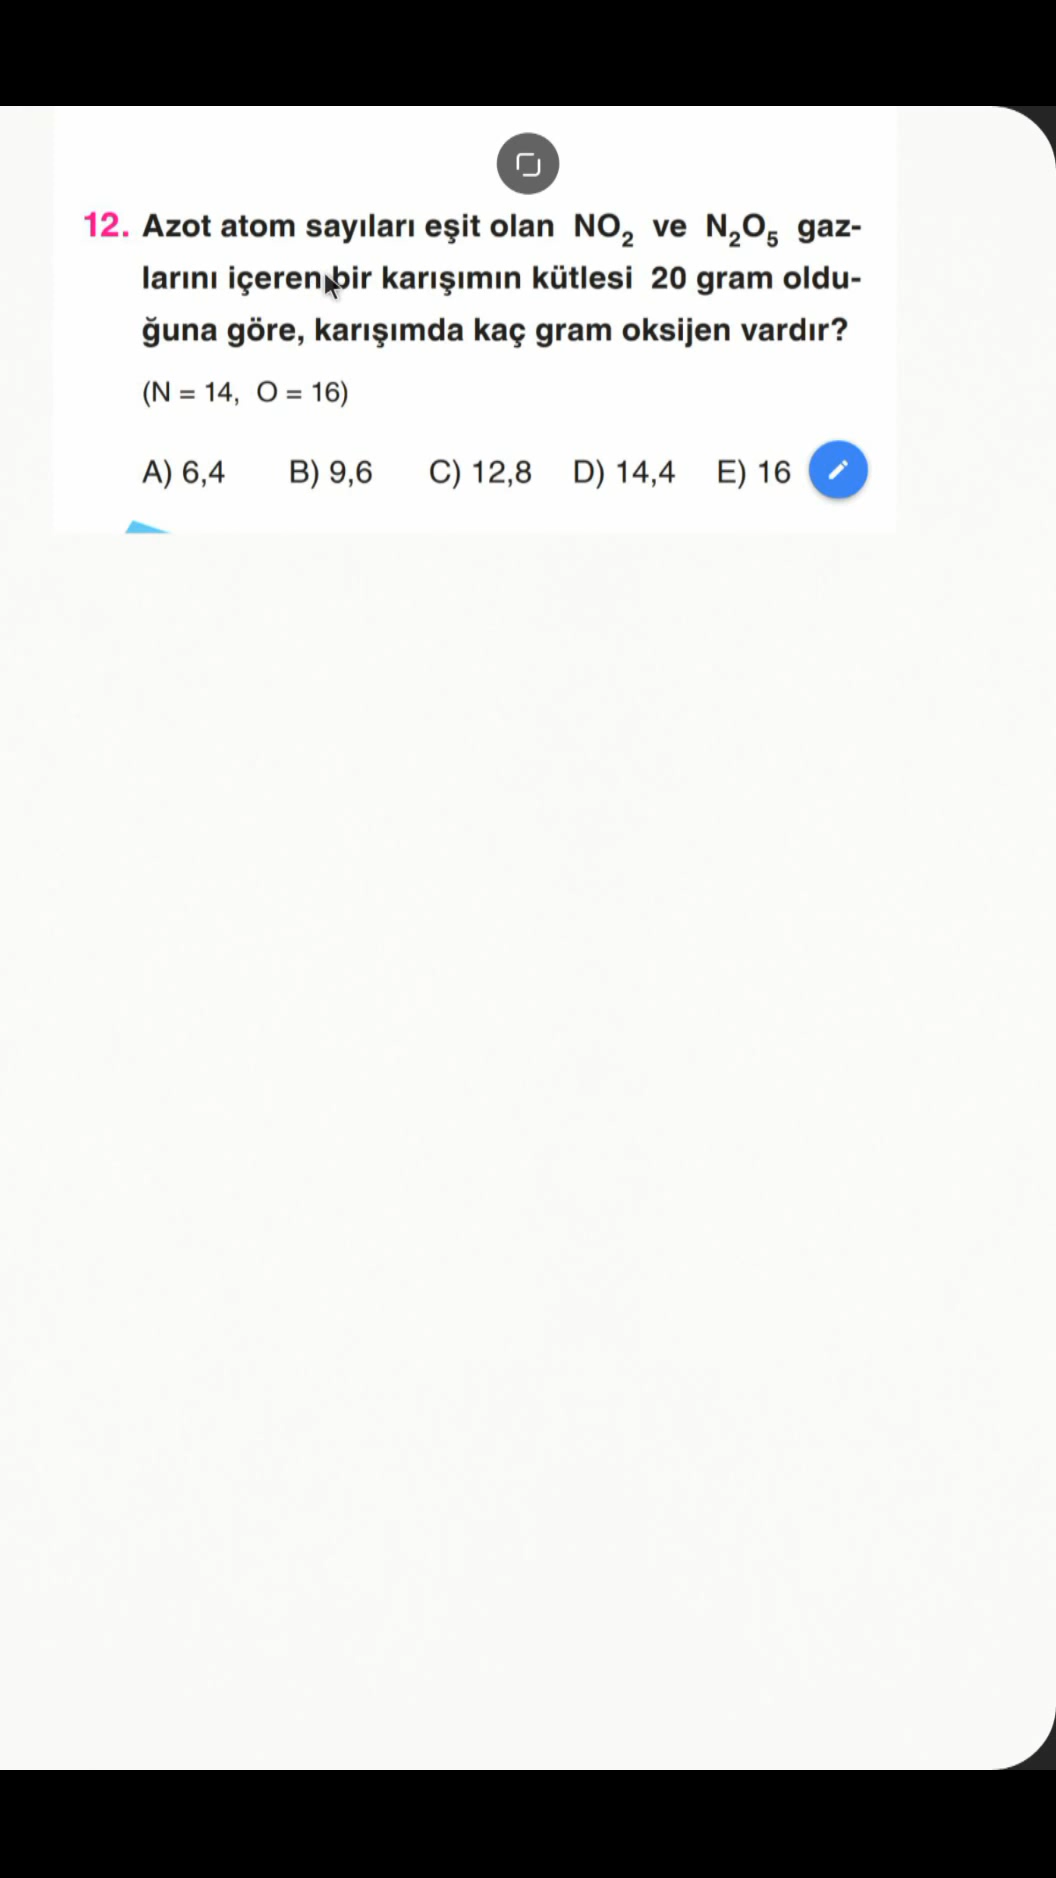 12. Azot atom sayıları eşit olan NO₂ ve N₂O₅ gaz-
larını içeren bir karışımın kütlesi 20 gram oldu-
ğuna göre, karışımda kaç gram oksijen vardır?
(N = 14, O = 16)
A) 6,4 B) 9,6 C) 12,8 D) 14,4 E) 16